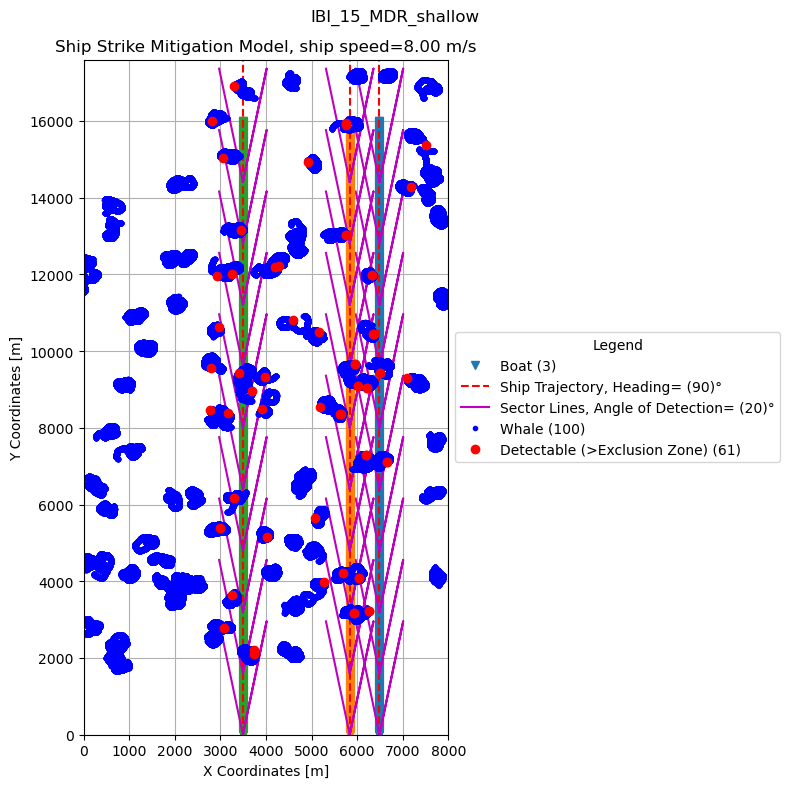 IBI_15_MDR_shallow
Ship Strike Mitigation Model, ship speed=8.00 m/s
16000
14000
12000
10000
8000
6000
4000
2000
0
Y Coordinates [m]
0 1000 2000 3000 4000 5000 6000 7000 8000
X Coordinates [m]
Legend
Boat (3)
Ship Trajectory, Heading= (90)°
Sector Lines, Angle of Detection= (20)°
Whale (100)
Detectable (>Exclusion Zone) (61)